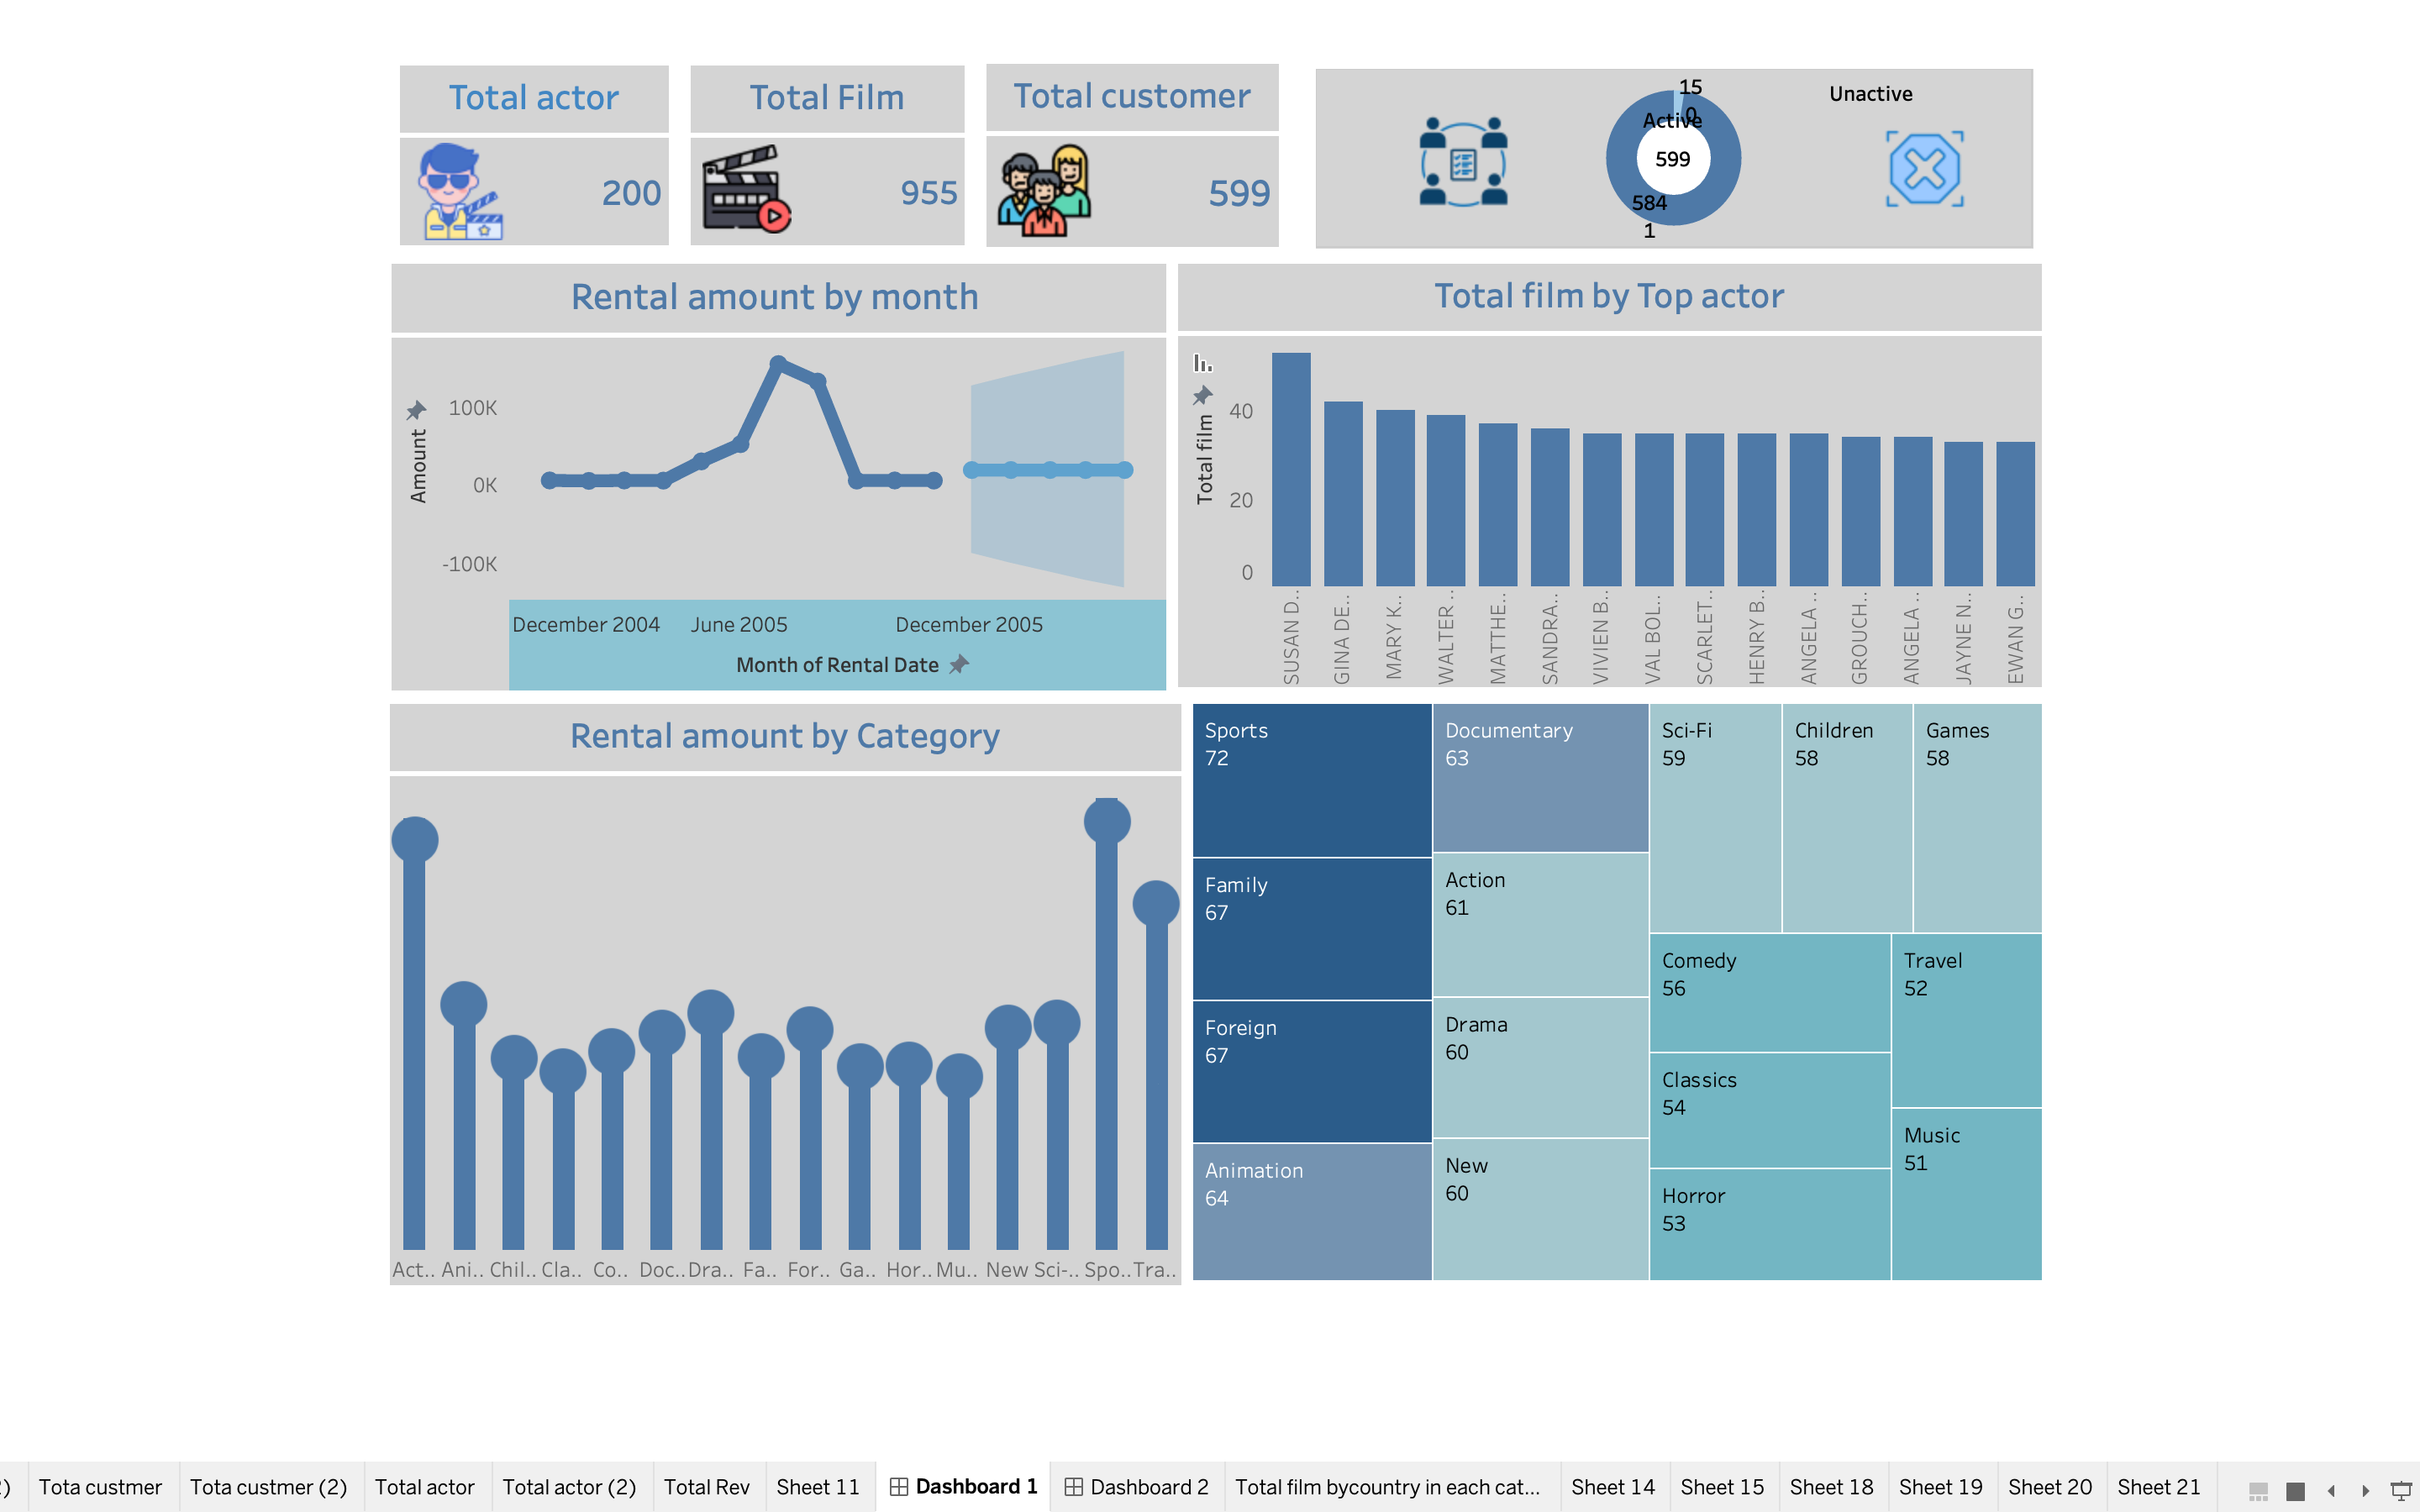 Total actor
200
Total Film
955
Total customer
599
15
0
Active
599
584
1
Unactive
Rental amount by month
Amount
100K
0K
-100K
December 2004
June 2005
December 2005
Month of Rental Date
Total film by Top actor
Total film
40
20
0
SUSAN D..
GINA DE..
MARY K..
WALTER ..
MATTHE..
SANDRA..
VIVIEN B..
VAL BOL..
SCARLET..
HENRY B..
ANGELA ..
GROUCH..
ANGELA ..
JAYNE N..
EWAN G..
Rental amount by Category
Act..
Ani..
Chil..
Cla..
Co..
Doc..
Dra..
Fa..
For..
Ga..
Hor..
Mu..
New
Sci-..
Spo..
Tra..
Sports
72
Family
67
Foreign
67
Animation
64
Documentary
63
Action
61
Drama
60
New
60
Sci-Fi
59
Children
58
Games
58
Comedy
56
Classics
54
Horror
53
Travel
52
Music
51
Tota custmer
Tota custmer (2)
Total actor
Total actor (2)
Total Rev
Sheet 11
Dashboard 1
Dashboard 2
Total film bycountry in each cat...
Sheet 14
Sheet 15
Sheet 18
Sheet 19
Sheet 20
Sheet 21